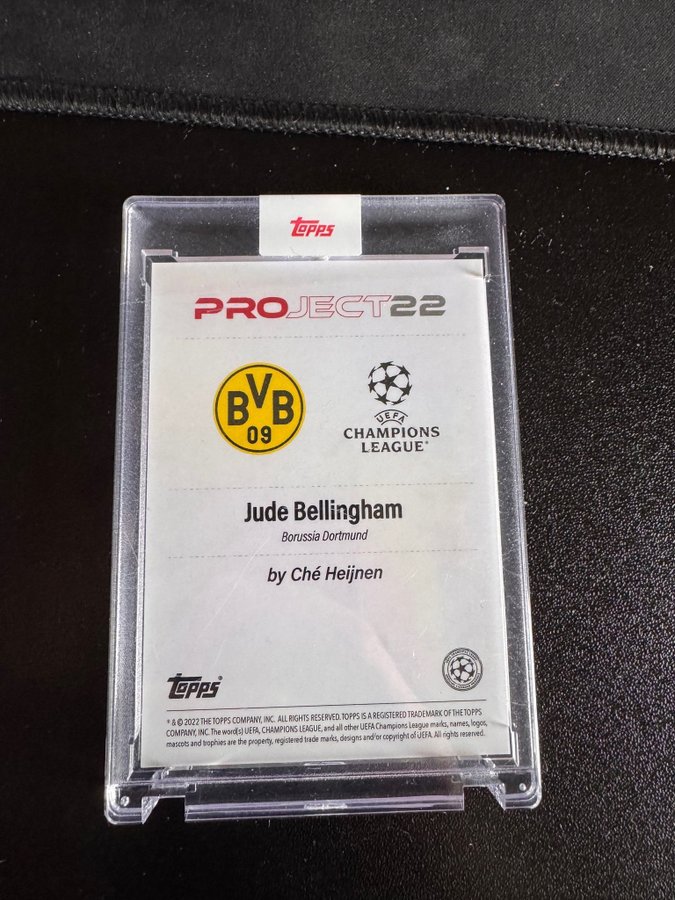 Topps
PROJECT22
BVB
09
UEFA
CHAMPIONS
LEAGUE®
Jude Bellingham
Borussia Dortmund
by Ché Heijnen
Topps®
® & © 2022 THE TOPPS COMPANY, INC. ALL RIGHTS RESERVED. TOPPS IS A REGISTERED TRADEMARK OF THE TOPPS
COMPANY, INC. The word(s) UEFA, CHAMPIONS LEAGUE, and all other UEFA Champions League marks, names, logos,
mascots and trophies are the property, registered trade marks, designs and/or copyright of UEFA. All rights reserved.